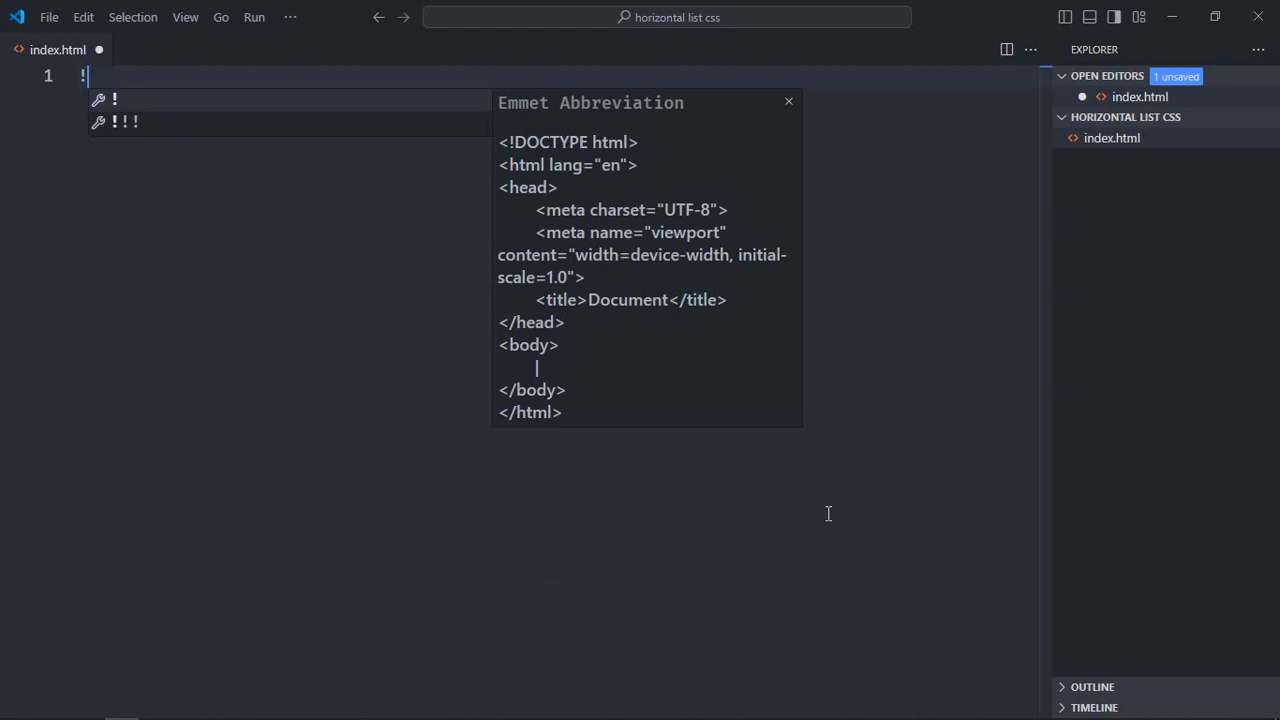 File Edit Selection View Go Run ···
horizontal list css
index.html
EXPLORER
1 !
!
!!!
Emmet Abbreviation
<!DOCTYPE html>
<html lang="en">
<head>
<meta charset="UTF-8">
<meta name="viewport"
content="width=device-width, initial-
scale=1.0">
<title>Document</title>
</head>
<body>
|
</body>
</html>
OPEN EDITORS 1 unsaved
index.html
HORIZONTAL LIST CSS
index.html
OUTLINE
TIMELINE